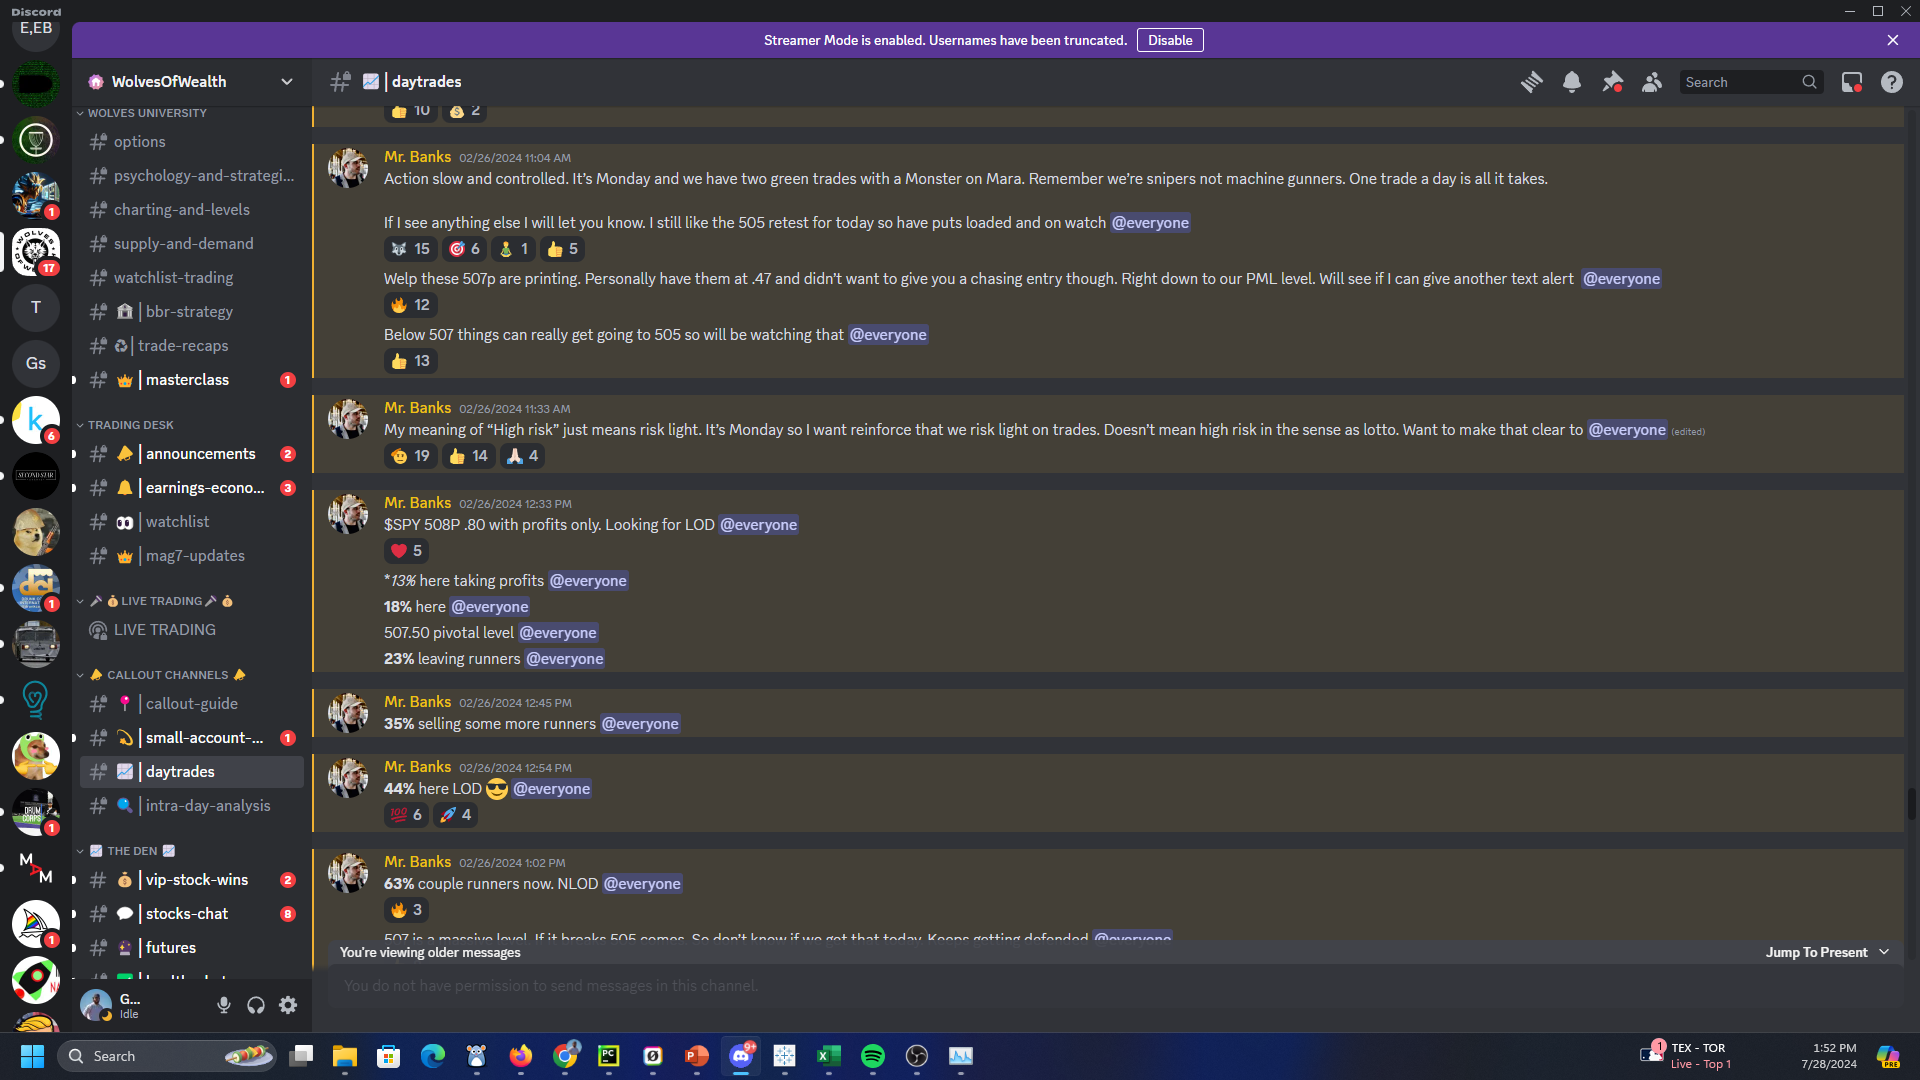 Discord
Streamer Mode is enabled. Usernames have been truncated. Disable
E,EB
WOLVES OF W
17
1
T
Gs
k
6
SECOND STAR
dci
1
DRUM CORPS
1
M A M
1
WolvesOfWealth
WOLVES UNIVERSITY
options
psychology-and-strategi...
charting-and-levels
supply-and-demand
watchlist-trading
| bbr-strategy
| trade-recaps
| masterclass 1
TRADING DESK
| announcements 2
| earnings-econo... 3
| watchlist
| mag7-updates
LIVE TRADING
LIVE TRADING
CALLOUT CHANNELS
| callout-guide
| small-account-... 1
| daytrades
| intra-day-analysis
THE DEN
| vip-stock-wins 2
| stocks-chat 8
| futures
G...
Idle
| daytrades
Search
10 2
Mr. Banks 02/26/2024 11:04 AM
Action slow and controlled. It's Monday and we have two green trades with a Monster on Mara. Remember we're snipers not machine gunners. One trade a day is all it takes.
If I see anything else I will let you know. I still like the 505 retest for today so have puts loaded and on watch @everyone
15 6 1 5
Welp these 507p are printing. Personally have them at .47 and didn't want to give you a chasing entry though. Right down to our PML level. Will see if I can give another text alert @everyone
12
Below 507 things can really get going to 505 so will be watching that @everyone
13
Mr. Banks 02/26/2024 11:33 AM
My meaning of “High risk” just means risk light. It's Monday so I want reinforce that we risk light on trades. Doesn't mean high risk in the sense as lotto. Want to make that clear to @everyone (edited)
19 14 4
Mr. Banks 02/26/2024 12:33 PM
$SPY 508P .80 with profits only. Looking for LOD @everyone
5
*13% here taking profits @everyone
18% here @everyone
507.50 pivotal level @everyone
23% leaving runners @everyone
Mr. Banks 02/26/2024 12:45 PM
35% selling some more runners @everyone
Mr. Banks 02/26/2024 12:54 PM
44% here LOD @everyone
100 6 4
Mr. Banks 02/26/2024 1:02 PM
63% couple runners now. NLOD @everyone
3
507 is a massive level. If it breaks 505 comes. So don't know if we get that today. Keeps getting defended @everyone
You're viewing older messages Jump To Present
You do not have permission to send messages in this channel.
Search
PC
9+
1
TEX - TOR
Live - Top 1
1:52 PM
7/28/2024
PRE